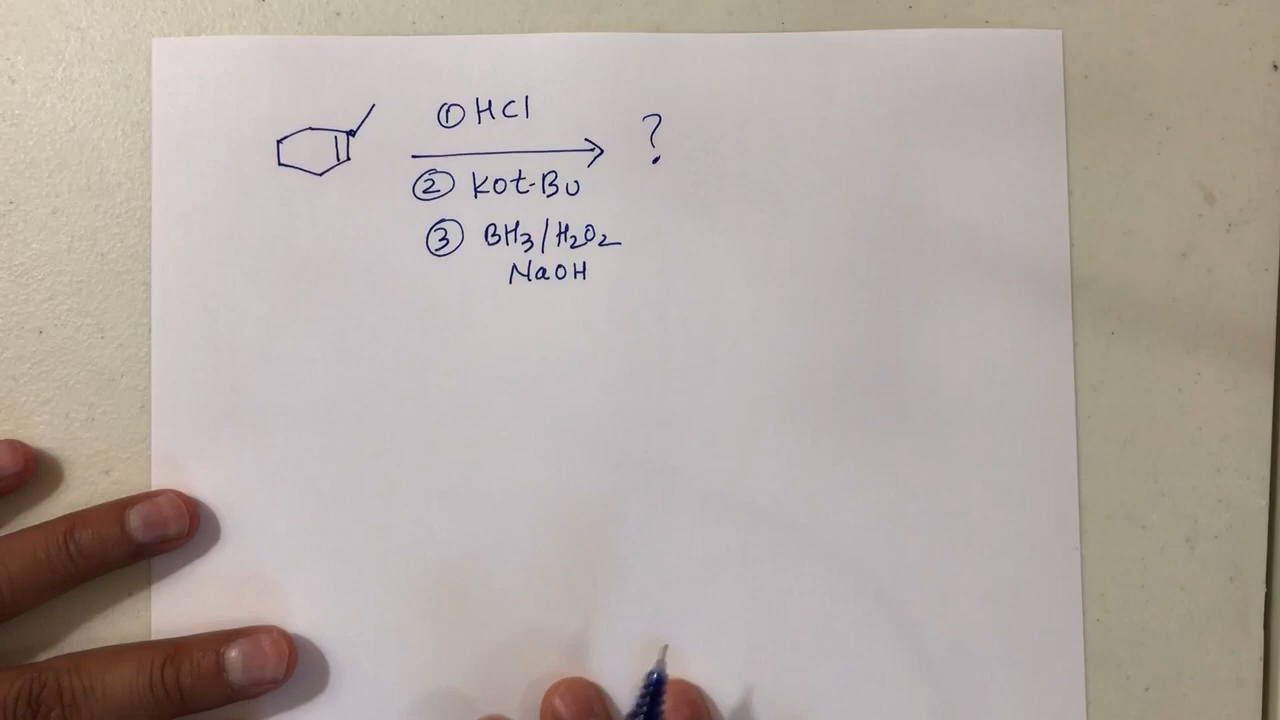 ① HCl
?
② KOt-Bu
③ BH3/H2O2
NaOH